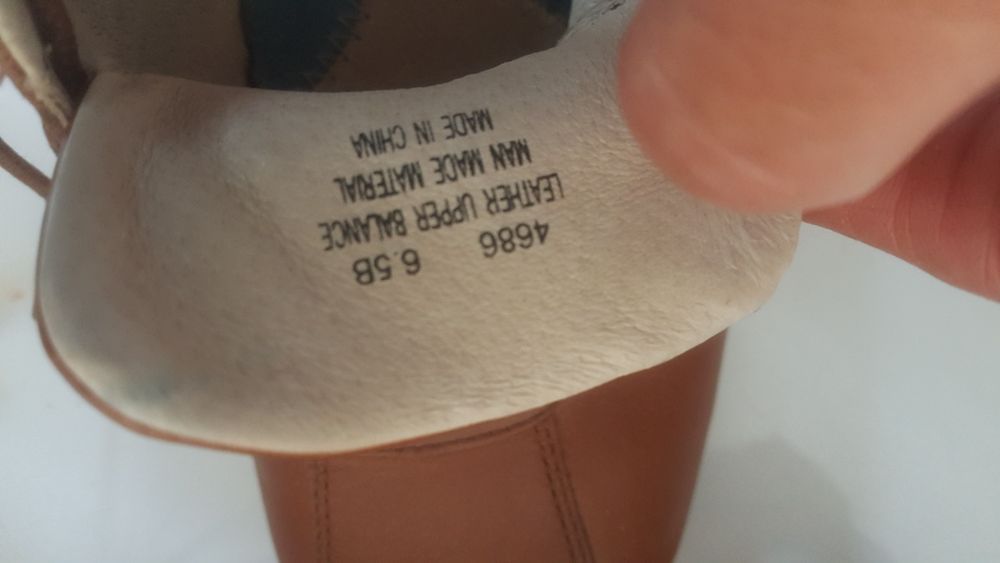 4686 6.5B
LEATHER UPPER BALANCE
MAN MADE MATERIAL
MADE IN CHINA